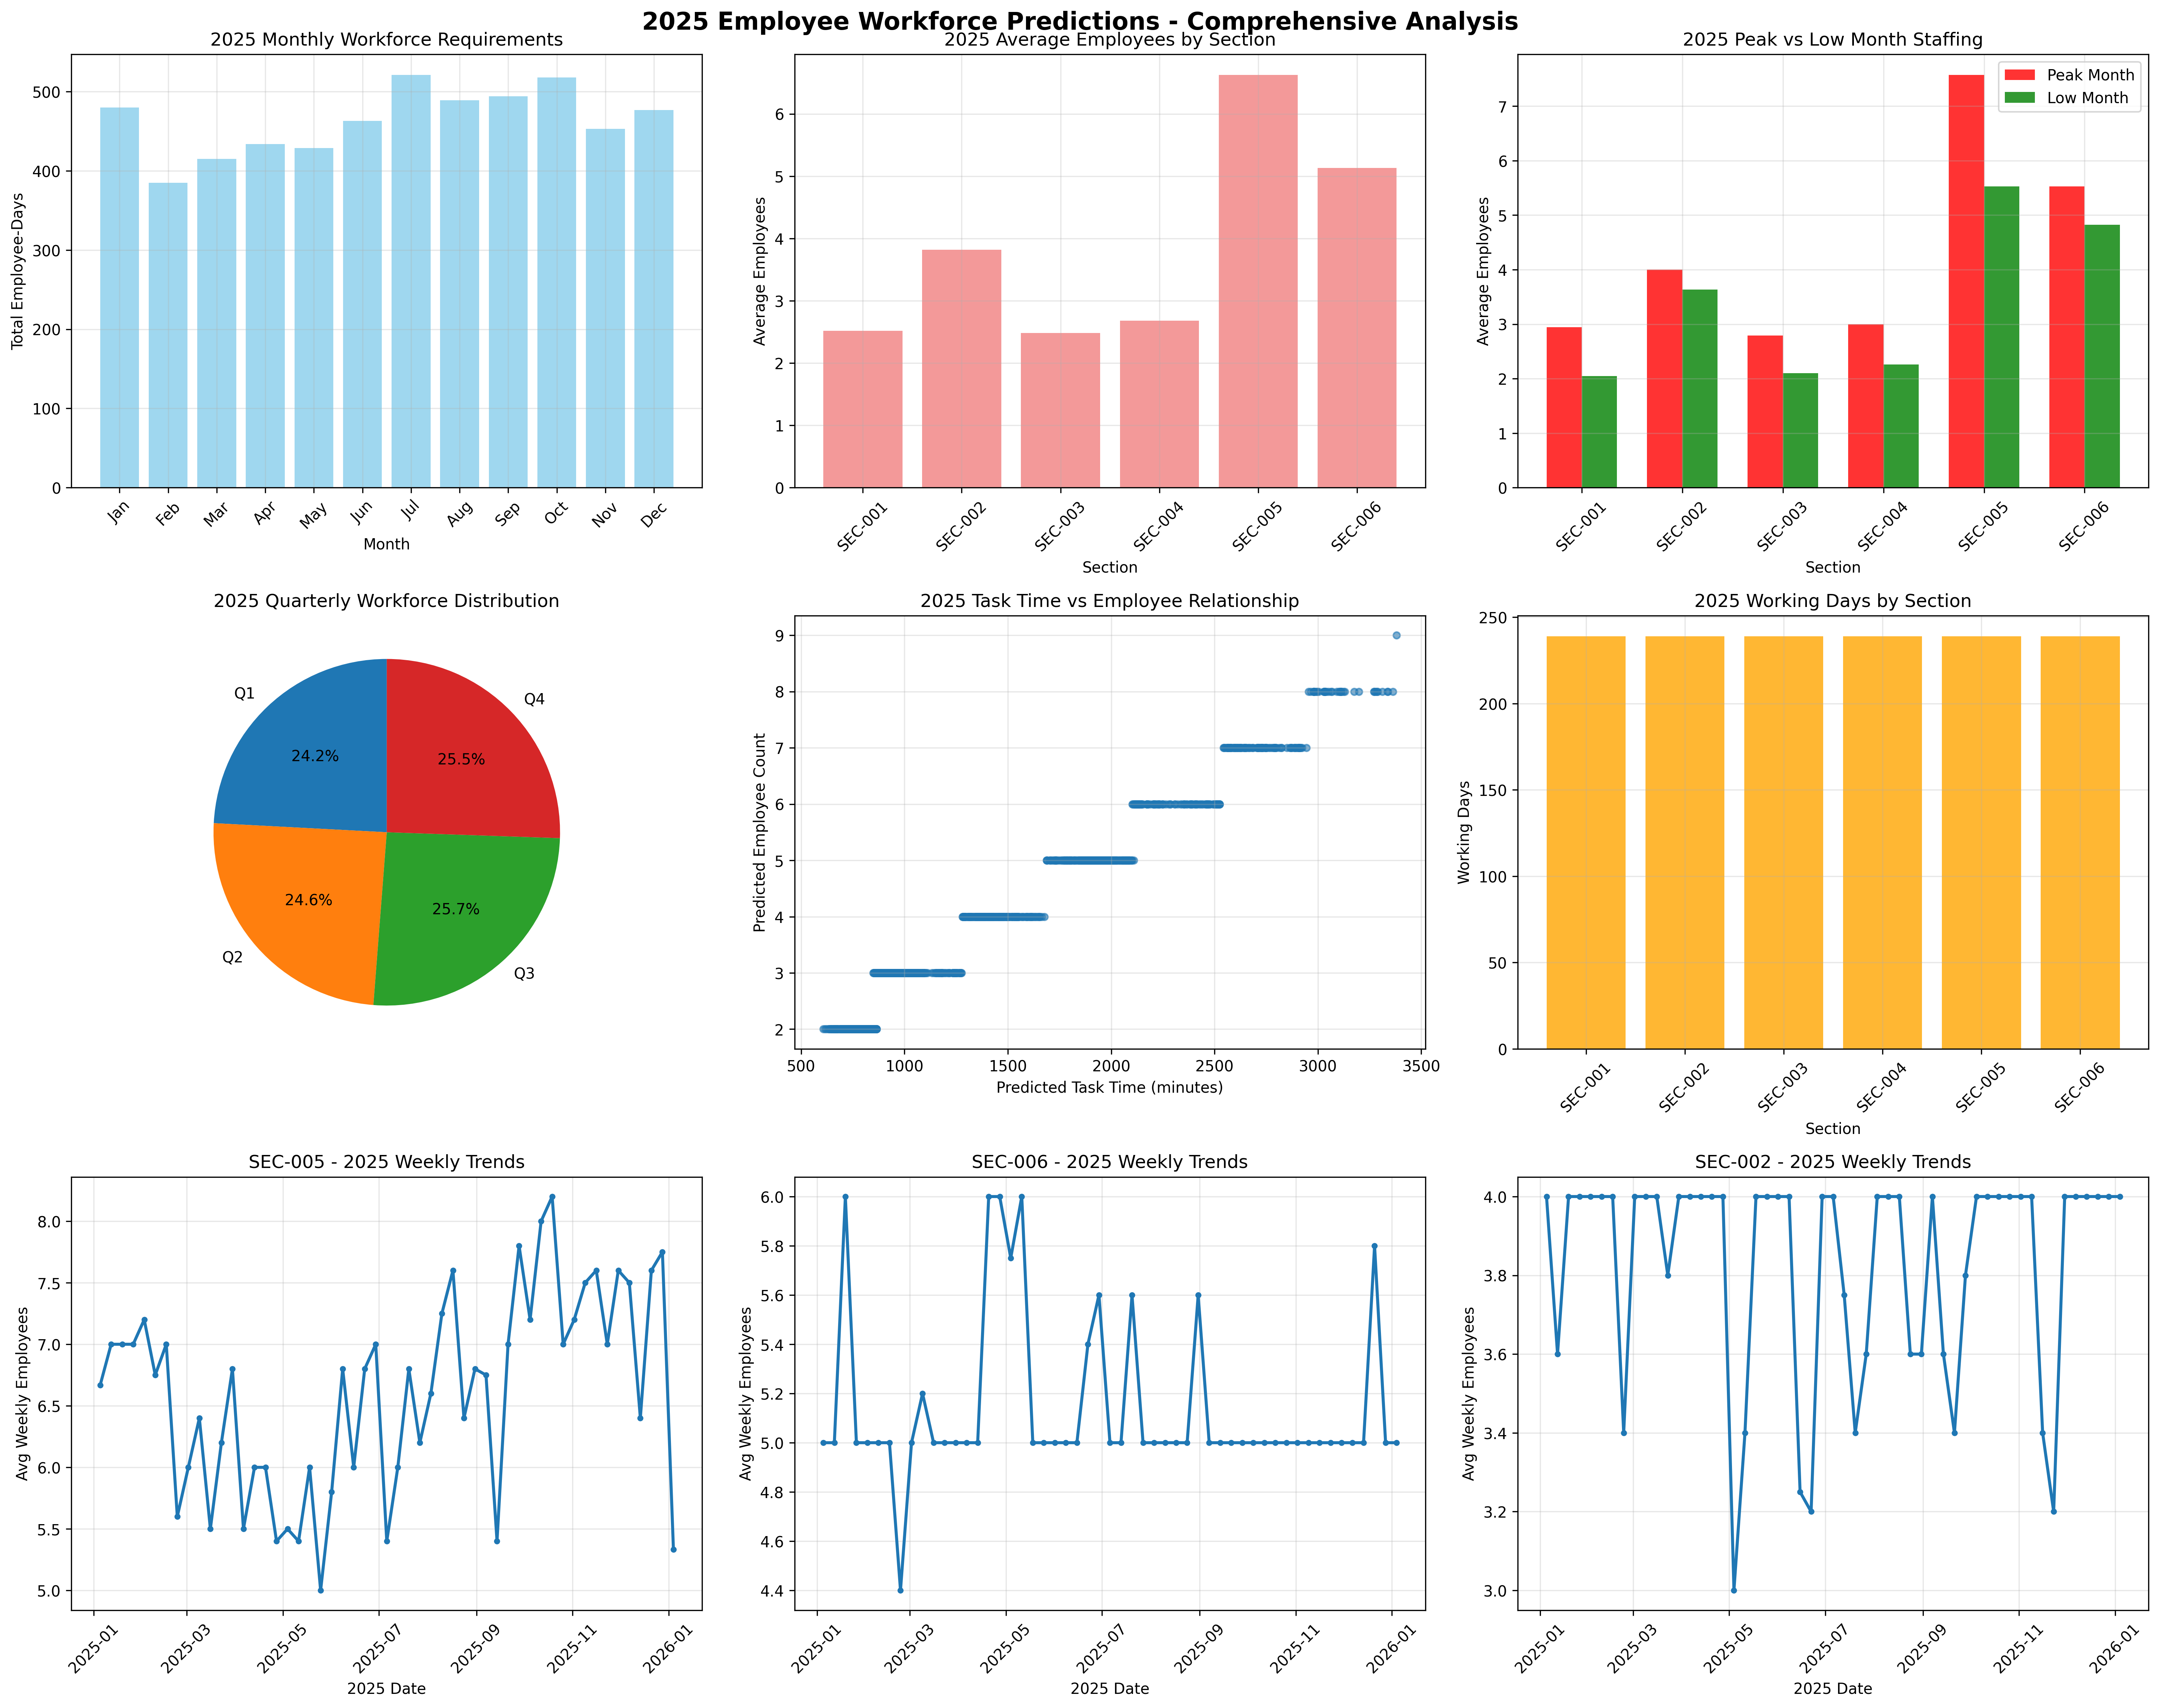 2025 Employee Workforce Predictions - Comprehensive Analysis
2025 Monthly Workforce Requirements
Total Employee-Days
500
400
300
200
100
0
Jan
Feb
Mar
Apr
May
Jun
Jul
Aug
Sep
Oct
Nov
Dec
Month
2025 Average Employees by Section
Average Employees
6
5
4
3
2
1
0
SEC-001
SEC-002
SEC-003
SEC-004
SEC-005
SEC-006
Section
2025 Peak vs Low Month Staffing
Peak Month
Low Month
Average Employees
7
6
5
4
3
2
1
0
SEC-001
SEC-002
SEC-003
SEC-004
SEC-005
SEC-006
Section
2025 Quarterly Workforce Distribution
Q1
24.2%
Q4
25.5%
Q2
24.6%
Q3
25.7%
2025 Task Time vs Employee Relationship
Predicted Employee Count
9
8
7
6
5
4
3
2
500
1000
1500
2000
2500
3000
3500
Predicted Task Time (minutes)
2025 Working Days by Section
Working Days
250
200
150
100
50
0
SEC-001
SEC-002
SEC-003
SEC-004
SEC-005
SEC-006
Section
SEC-005 - 2025 Weekly Trends
Avg Weekly Employees
8.0
7.5
7.0
6.5
6.0
5.5
5.0
2025-01
2025-03
2025-05
2025-07
2025-09
2025-11
2026-01
2025 Date
SEC-006 - 2025 Weekly Trends
Avg Weekly Employees
6.0
5.8
5.6
5.4
5.2
5.0
4.8
4.6
4.4
2025-01
2025-03
2025-05
2025-07
2025-09
2025-11
2026-01
2025 Date
SEC-002 - 2025 Weekly Trends
Avg Weekly Employees
4.0
3.8
3.6
3.4
3.2
3.0
2025-01
2025-03
2025-05
2025-07
2025-09
2025-11
2026-01
2025 Date